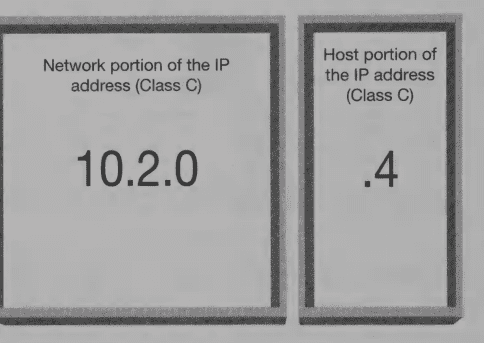 Network portion of the IP
address (Class C)
10.2.0
Host portion of
the IP address
(Class C)
.4